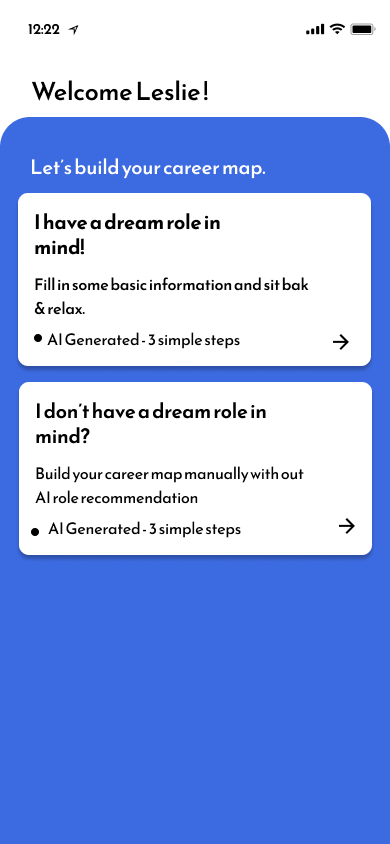 12:22
Welcome Leslie!
Let's build your career map.
I have a dream role in
mind!
Fill in some basic information and sit bak
& relax.
AI Generated - 3 simple steps
I don't have a dream role in
mind?
Build your career map manually with out
AI role recommendation
AI Generated - 3 simple steps